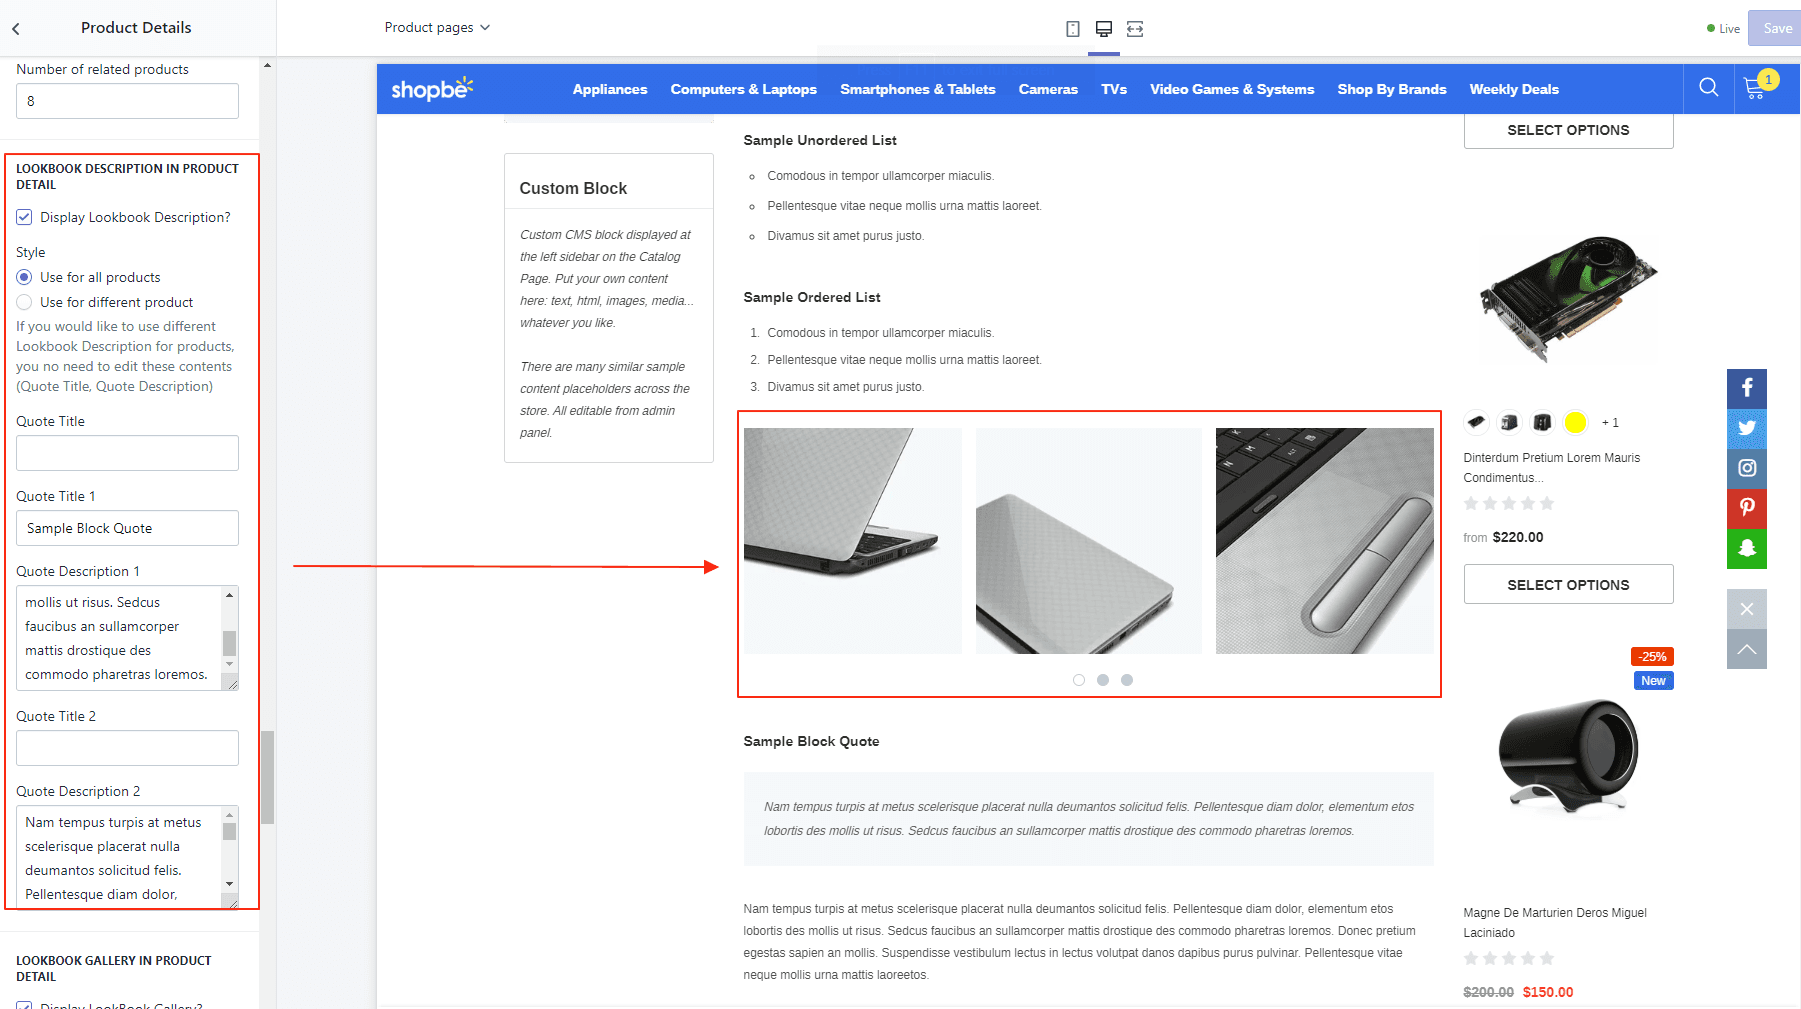 Product Details
Product pages
Live
Save
Number of related products
8
LOOKBOOK DESCRIPTION IN PRODUCT
DETAIL
Display Lookbook Description?
Style
Use for all products
Use for different product
If you would like to use different
Lookbook Description for products,
you no need to edit these contents
(Quote Title, Quote Description)
Quote Title
Quote Title 1
Sample Block Quote
Quote Description 1
mollis ut risus. Sedcus
faucibus an sullamcorper
mattis drostique des
commodo pharetras loremos.
Quote Title 2
Quote Description 2
Nam tempus turpis at metus
scelerisque placerat nulla
deumantos solicitud felis.
Pellentesque diam dolor,
LOOKBOOK GALLERY IN PRODUCT
DETAIL
Display LookBook Gallery?
shopbe
Appliances
Computers & Laptops
Smartphones & Tablets
Cameras
TVs
Video Games & Systems
Shop By Brands
Weekly Deals
1
Custom Block
Custom CMS block displayed at
the left sidebar on the Catalog
Page. Put your own content
here: text, html, images, media...
whatever you like.
There are many similar sample
content placeholders across the
store. All editable from admin
panel.
Sample Unordered List
Comodous in tempor ullamcorper miaculis.
Pellentesque vitae neque mollis urna mattis laoreet.
Divamus sit amet purus justo.
Sample Ordered List
1. Comodous in tempor ullamcorper miaculis.
2. Pellentesque vitae neque mollis urna mattis laoreet.
3. Divamus sit amet purus justo.
Sample Block Quote
Nam tempus turpis at metus scelerisque placerat nulla deumantos solicitud felis. Pellentesque diam dolor, elementum etos
lobortis des mollis ut risus. Sedcus faucibus an sullamcorper mattis drostique des commodo pharetras loremos.
Nam tempus turpis at metus scelerisque placerat nulla deumantos solicitud felis. Pellentesque diam dolor, elementum etos
lobortis des mollis ut risus. Sedcus faucibus an sullamcorper mattis drostique des commodo pharetras loremos. Donec pretium
egestas sapien an mollis. Suspendisse vestibulum lectus in lectus volutpat danos dapibus purus pulvinar. Pellentesque vitae
neque mollis urna mattis laoreetos.
SELECT OPTIONS
+ 1
Dinterdum Pretium Lorem Mauris
Condimentus...
from $220.00
SELECT OPTIONS
-25%
New
Magne De Marturien Deros Miguel
Laciniado
$200.00 $150.00